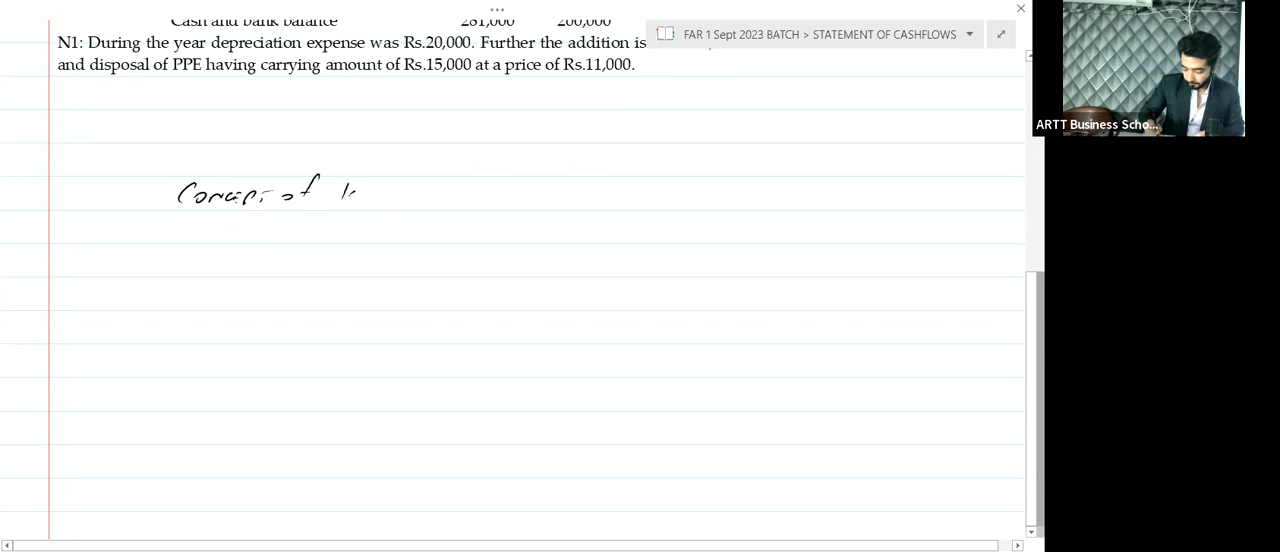 Cash and bank balance 281,000 200,000
N1: During the year depreciation expense was Rs.20,000. Further the addition is
and disposal of PPE having carrying amount of Rs.15,000 at a price of Rs.11,000.
FAR 1 Sept 2023 BATCH > STATEMENT OF CASHFLOWS
ARTT Business Scho...
Concept of